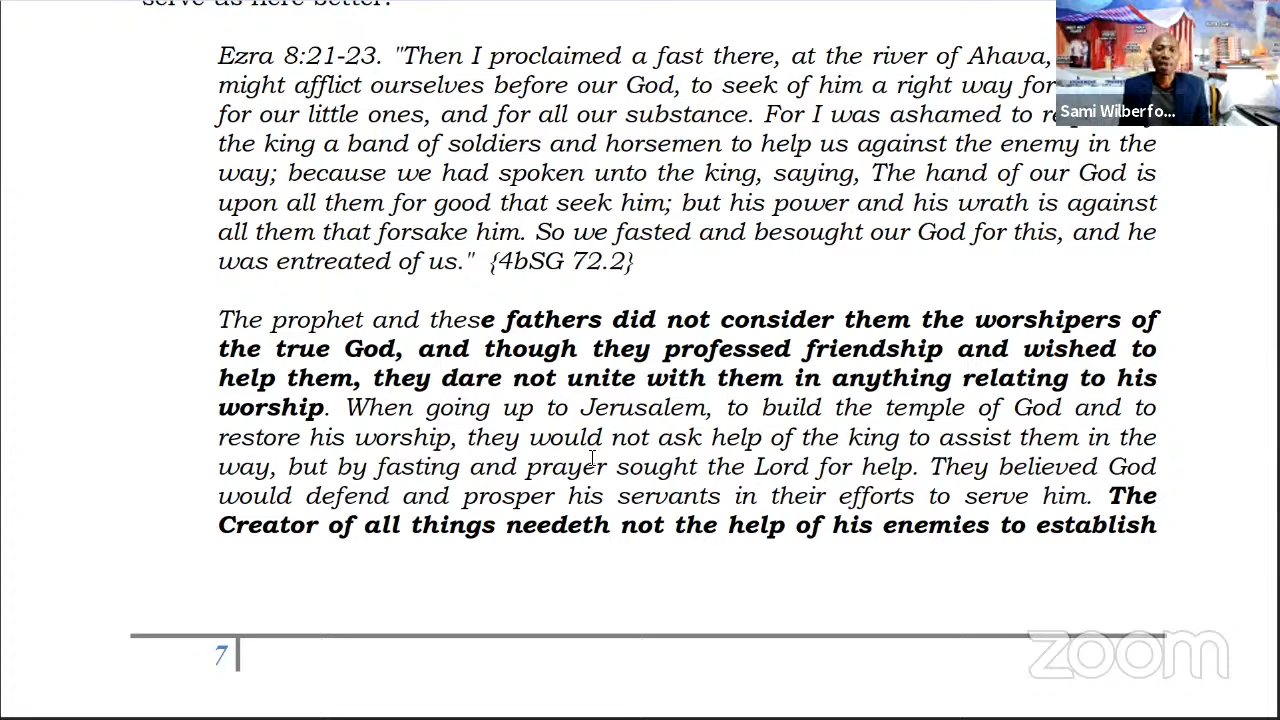 serve as here better.
Ezra 8:21-23. "Then I proclaimed a fast there, at the river of Ahava,
might afflict ourselves before our God, to seek of him a right way for
for our little ones, and for all our substance. For I was ashamed to
the king a band of soldiers and horsemen to help us against the enemy in the
way; because we had spoken unto the king, saying, The hand of our God is
upon all them for good that seek him; but his power and his wrath is against
all them that forsake him. So we fasted and besought our God for this, and he
was entreated of us." {4bSG 72.2}
The prophet and these fathers did not consider them the worshipers of
the true God, and though they professed friendship and wished to
help them, they dare not unite with them in anything relating to his
worship. When going up to Jerusalem, to build the temple of God and to
restore his worship, they would not ask help of the king to assist them in the
way, but by fasting and prayer sought the Lord for help. They believed God
would defend and prosper his servants in their efforts to serve him. The
Creator of all things needeth not the help of his enemies to establish
7
Sami Wilberfo...
zoom